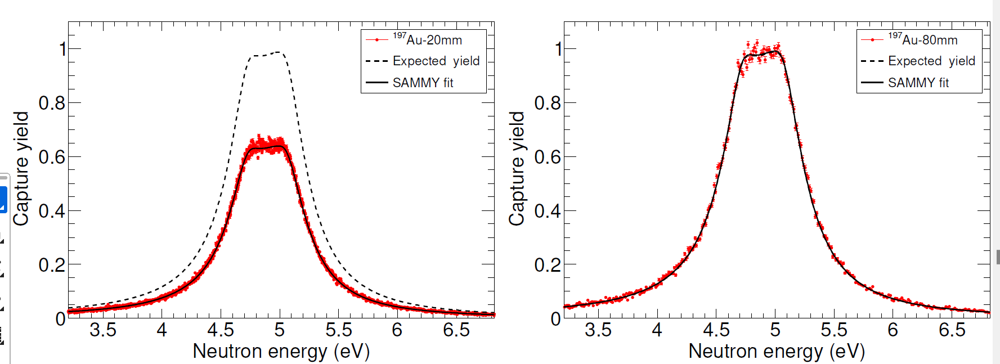 197Au-20mm
Expected yield
SAMMY fit
1
0.8
0.6
0.4
0.2
0
3.5 4 4.5 5 5.5 6 6.5
Neutron energy (eV)
Capture yield
197Au-80mm
Expected yield
SAMMY fit
1
0.8
0.6
0.4
0.2
0
3.5 4 4.5 5 5.5 6 6.5
Neutron energy (eV)
Capture yield